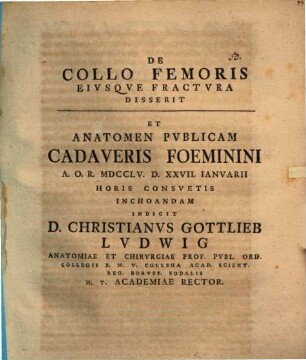 DE
COLLO FEMORIS
EIVSQVE FRACTVRA
DISSERIT
ET
ANATOMEN PVBLICAM
CADAVERIS FOEMININI
A. O. R. MDCCLV. D. XXVII. IANVARII
HORIS CONSVETIS
INCHOANDAM
INDICIT
D. CHRISTIANVS GOTTLIEB
LVDWIG
ANATOMIAE ET CHIRVRGIAE PROF. PVBL. ORD.
COLLEGII B. M. V. COLLEGA ACAD. SCIENT.
REG. BORVSS. SODALIS
H. T. ACADEMIAE RECTOR.